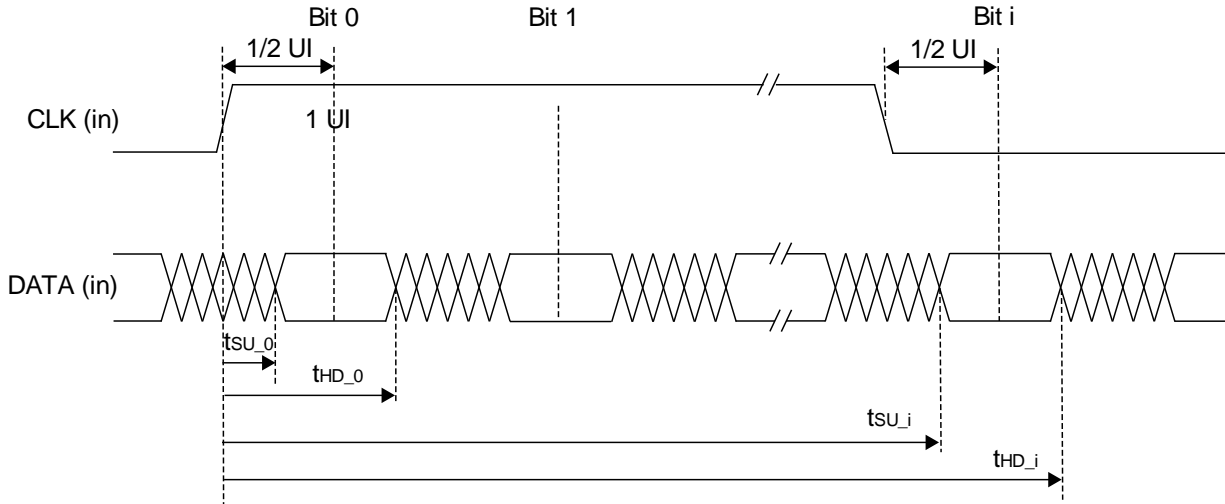 Bit 0 Bit 1 Bit i
1/2 UI 1/2 UI
CLK (in) 1 UI
DATA (in)
tSU_0
tHD_0
tSU_i
tHD_i